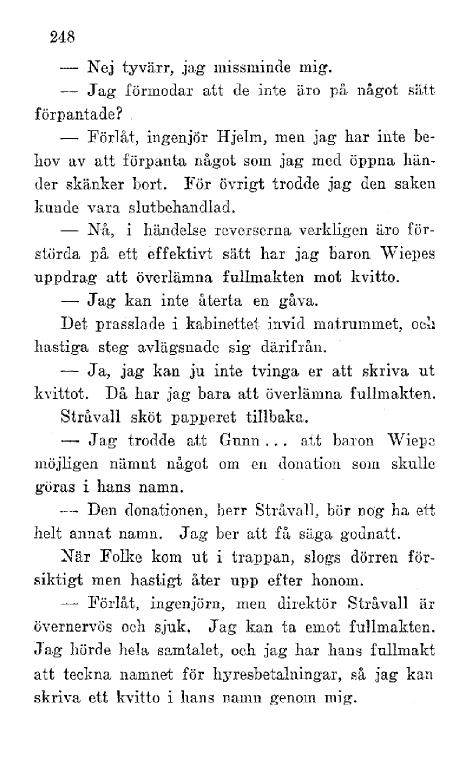 248
— Nej tyvärr, jag missminde mig.
— Jag förmodar att de inte äro på något sätt
förpantade?
— Förlåt, ingenjör Hjelm, men jag har inte be-
hov av att förpanta något som jag med öppna hän-
der skänker bort. För övrigt trodde jag den saken
kunde vara slutbehandlad.
— Nå, i händelse reverserna verkligen äro för-
störda på ett effektivt sätt har jag baron Wiepes
uppdrag att överlämna fullmakten mot kvitto.
— Jag kan inte återta en gåva.
Det prasslade i kabinettet invid matrummet, och
hastiga steg avlägsnade sig därifrån.
— Ja, jag kan ju inte tvinga er att skriva ut
kvittot. Då har jag bara att överlämna fullmakten.
Stråvall sköt papperet tillbaka.
— Jag trodde att Gunn... att baron Wiepe
möjligen nämnt något om en donation som skulle
göras i hans namn.
— Den donationen, herr Stråvall, bör nog ha ett
helt annat namn. Jag ber att få säga godnatt.
När Folke kom ut i trappan, slogs dörren för-
siktigt men hastigt åter upp efter honom.
— Förlåt, ingenjörn, men direktör Stråvall är
övernervös och sjuk. Jag kan ta emot fullmakten.
Jag hörde hela samtalet, och jag har hans fullmakt
att teckna namnet för hyresbetalningar, så jag kan
skriva ett kvitto i hans namn genom mig.